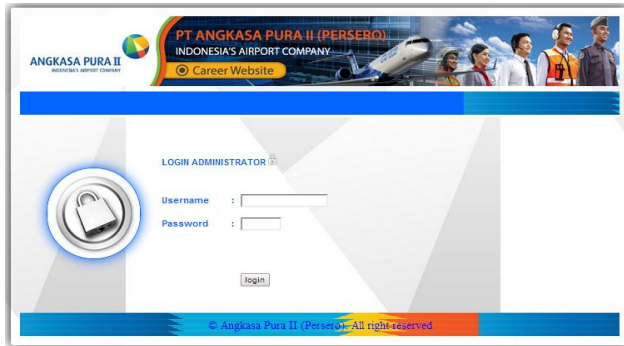 ANGKASA PURA II
INDONESIA'S AIRPORT COMPANY
PT ANGKASA PURA II (PERSERO)
INDONESIA'S AIRPORT COMPANY
Career Website
LOGIN ADMINISTRATOR
Username :
Password :
login
© Angkasa Pura II (Persero). All right reserved